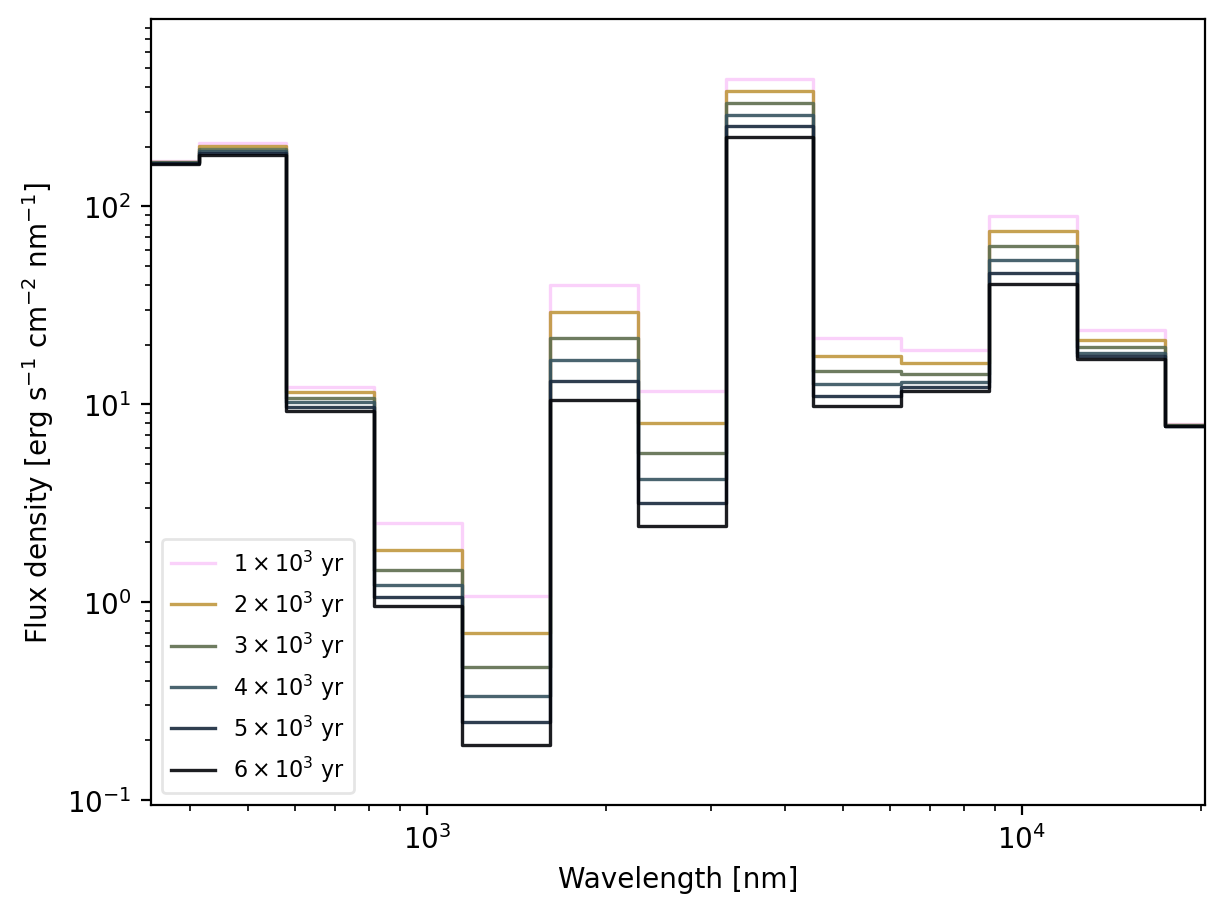 Flux density [erg s⁻¹ cm⁻² nm⁻¹]
10²
10¹
10⁰
10⁻¹
1 × 10³ yr
2 × 10³ yr
3 × 10³ yr
4 × 10³ yr
5 × 10³ yr
6 × 10³ yr
10³
10⁴
Wavelength [nm]